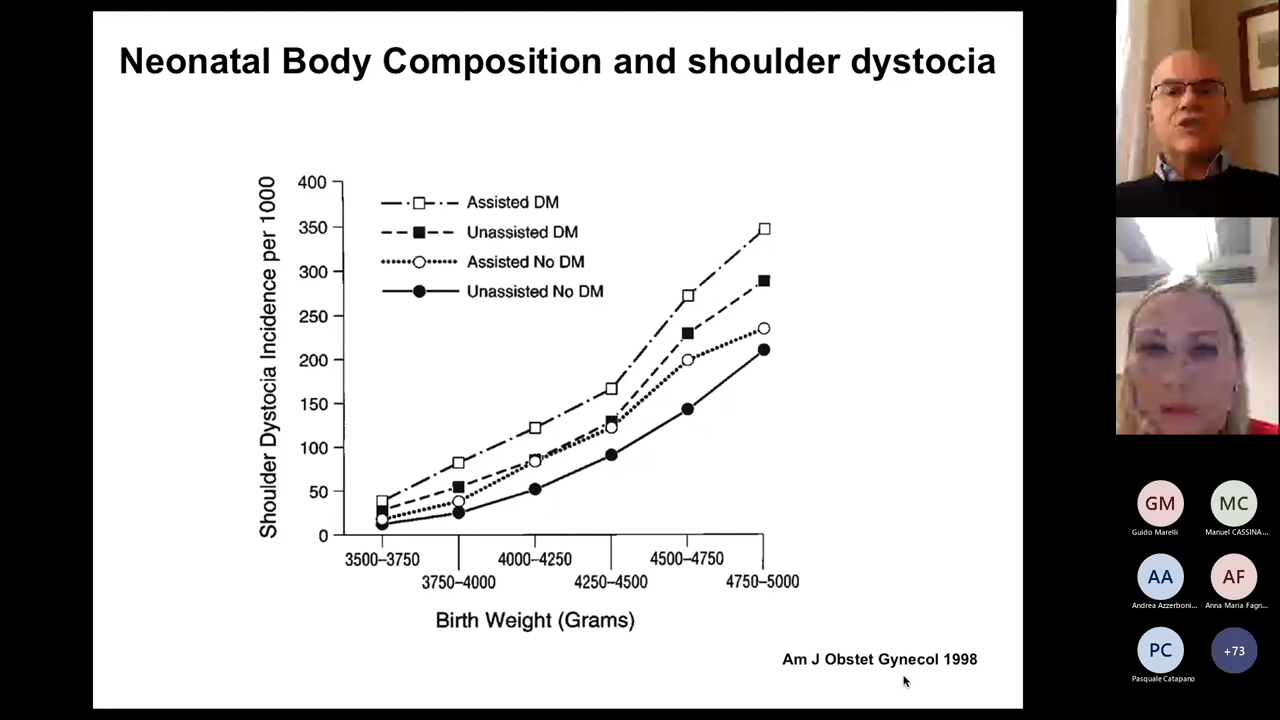 Neonatal Body Composition and shoulder dystocia
Shoulder Dystocia Incidence per 1000
400
350
300
250
200
150
100
50
0
Assisted DM
Unassisted DM
Assisted No DM
Unassisted No DM
3500–3750
3750–4000
4000–4250
4250–4500
4500–4750
4750–5000
Birth Weight (Grams)
Am J Obstet Gynecol 1998
GM
Guido Marelli
MC
Manuel CASSINA...
AA
Andrea Azzerboni...
AF
Anna Maria Fagn...
PC
Pasquale Catapano
+73